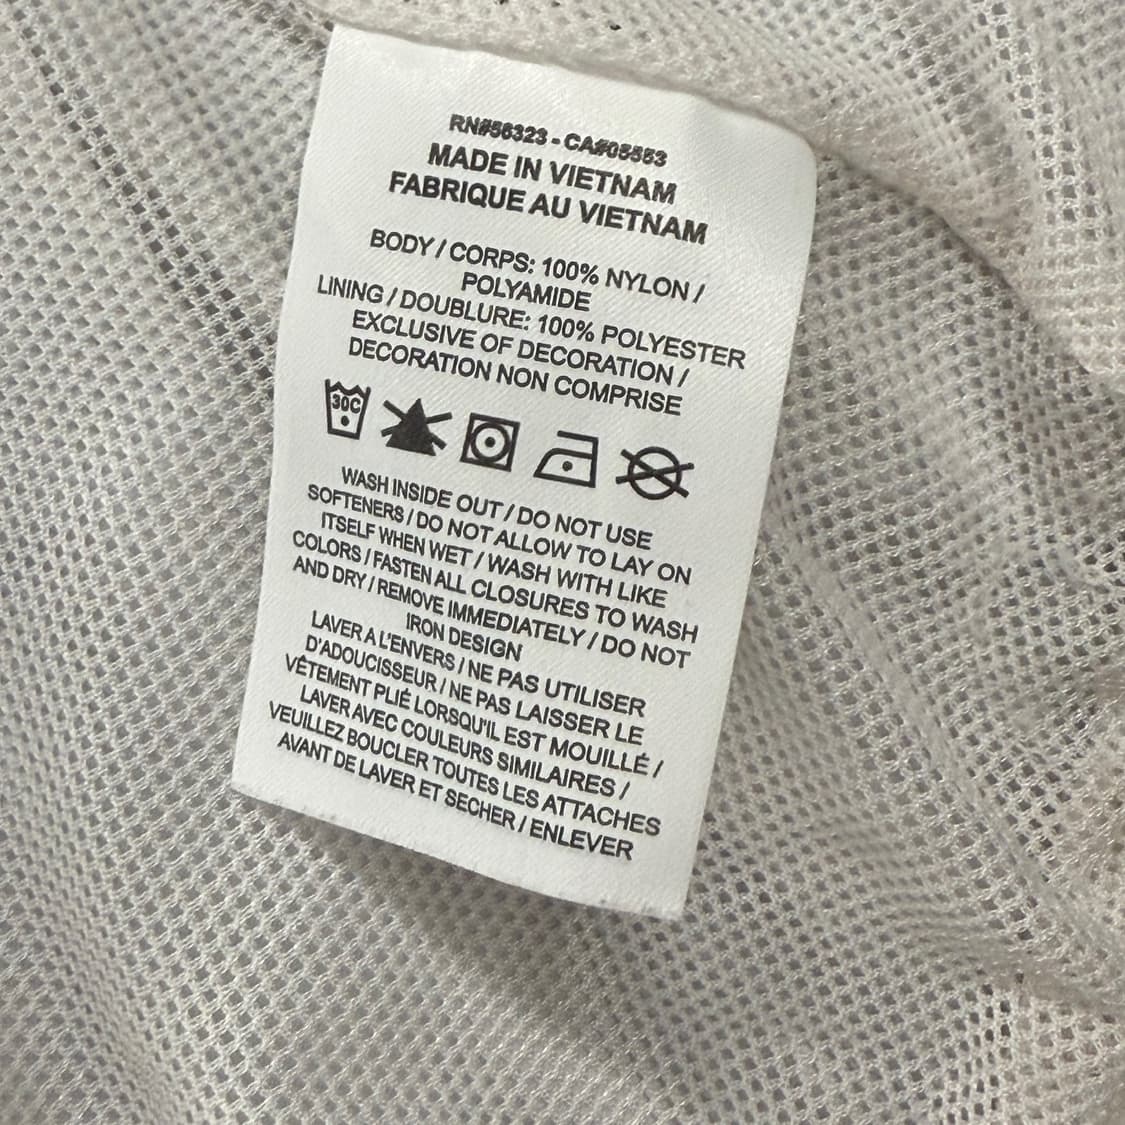 RN#56323 - CA#05553
MADE IN VIETNAM
FABRIQUE AU VIETNAM
BODY / CORPS: 100% NYLON /
POLYAMIDE
LINING / DOUBLURE: 100% POLYESTER
EXCLUSIVE OF DECORATION /
DECORATION NON COMPRISE
30C
WASH INSIDE OUT / DO NOT USE
SOFTENERS / DO NOT ALLOW TO LAY ON
ITSELF WHEN WET / WASH WITH LIKE
COLORS / FASTEN ALL CLOSURES TO WASH
AND DRY / REMOVE IMMEDIATELY / DO NOT
IRON DESIGN
LAVER A L'ENVERS / NE PAS UTILISER
D'ADOUCISSEUR / NE PAS LAISSER LE
VÊTEMENT PLIÉ LORSQU'IL EST MOUILLÉ /
LAVER AVEC COULEURS SIMILAIRES /
VEUILLEZ BOUCLER TOUTES LES ATTACHES
AVANT DE LAVER ET SECHER / ENLEVER